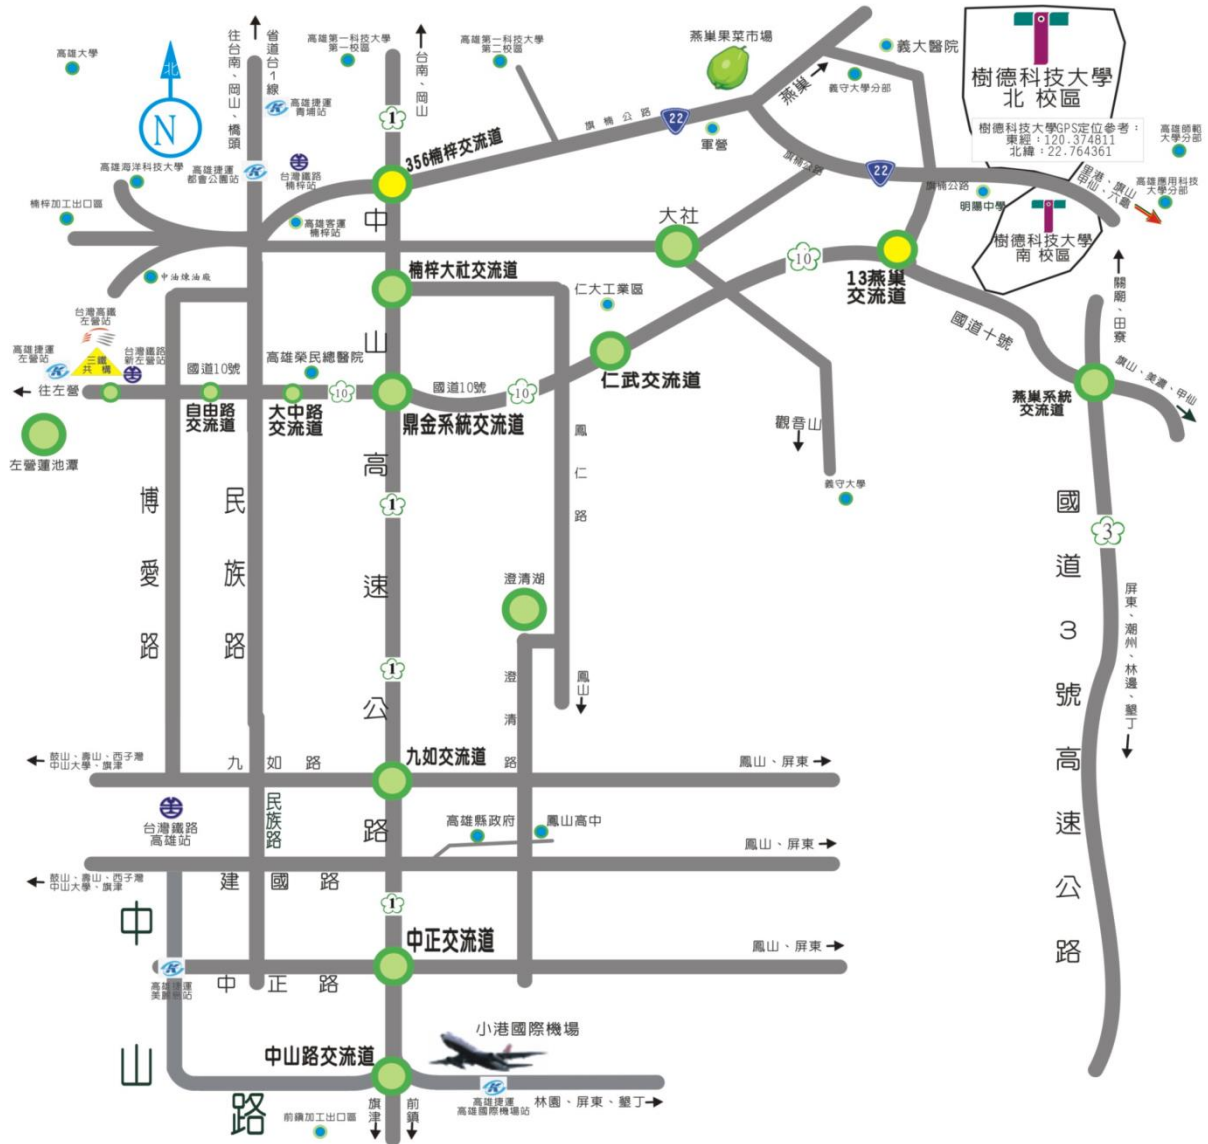 高雄大學
往台南、岡山、橋頭
省道台1線
高雄第一科技大學
第一校區
台南、岡山
高雄第一科技大學
第二校區
燕巢果菜市場
義大醫院
樹德科技大學
北 校區
樹德科技大學GPS定位參考：
東經：120.374811
北緯：22.764361
高雄師範
大學分部
北
N
高雄捷運
青埔站
1
旗楠公路
22
燕巢
義守大學分部
軍營
356楠梓交流道
高雄海洋科技大學
高雄捷運
都會公園站
台灣鐵路
楠梓站
旗楠公路
22
旗楠公路
明陽中學
里港、旗山
甲仙、六龜
高雄應用科技
大學分部
楠梓加工出口區
高雄客運
楠梓站
大社
樹德科技大學
南 校區
中油煉油廠
楠梓大社交流道
10
13燕巢
交流道
關廟、田寮
仁大工業區
國道十號
台灣高鐵
左營站
高雄捷運
左營站
三鐵
共構
台灣鐵路
新左營站
國道10號
高雄榮民總醫院
往左營
自由路
交流道
大中路
交流道
10
國道10號
10
鼎金系統交流道
仁武交流道
燕巢系統
交流道
旗山、美濃、甲仙
左營蓮池潭
觀音山
義守大學
鳳仁路
博愛路
民族路
中山高速公路
1
1
澄清湖
澄清路
鳳山
國道3號高速公路
3
屏東、潮州、林邊、墾丁
鼓山、壽山、西子灣
中山大學、旗津
九如路
九如交流道
鳳山、屏東
台灣鐵路
高雄站
民族路
高雄縣政府
鳳山高中
鳳山、屏東
鼓山、壽山、西子灣
中山大學、旗津
建國路
1
中正交流道
鳳山、屏東
高雄捷運
美麗島站
中正路
中山路
中山路交流道
小港國際機場
高雄捷運
高雄國際機場站
林園、屏東、墾丁
前鎮加工出口區
旗津
前鎮